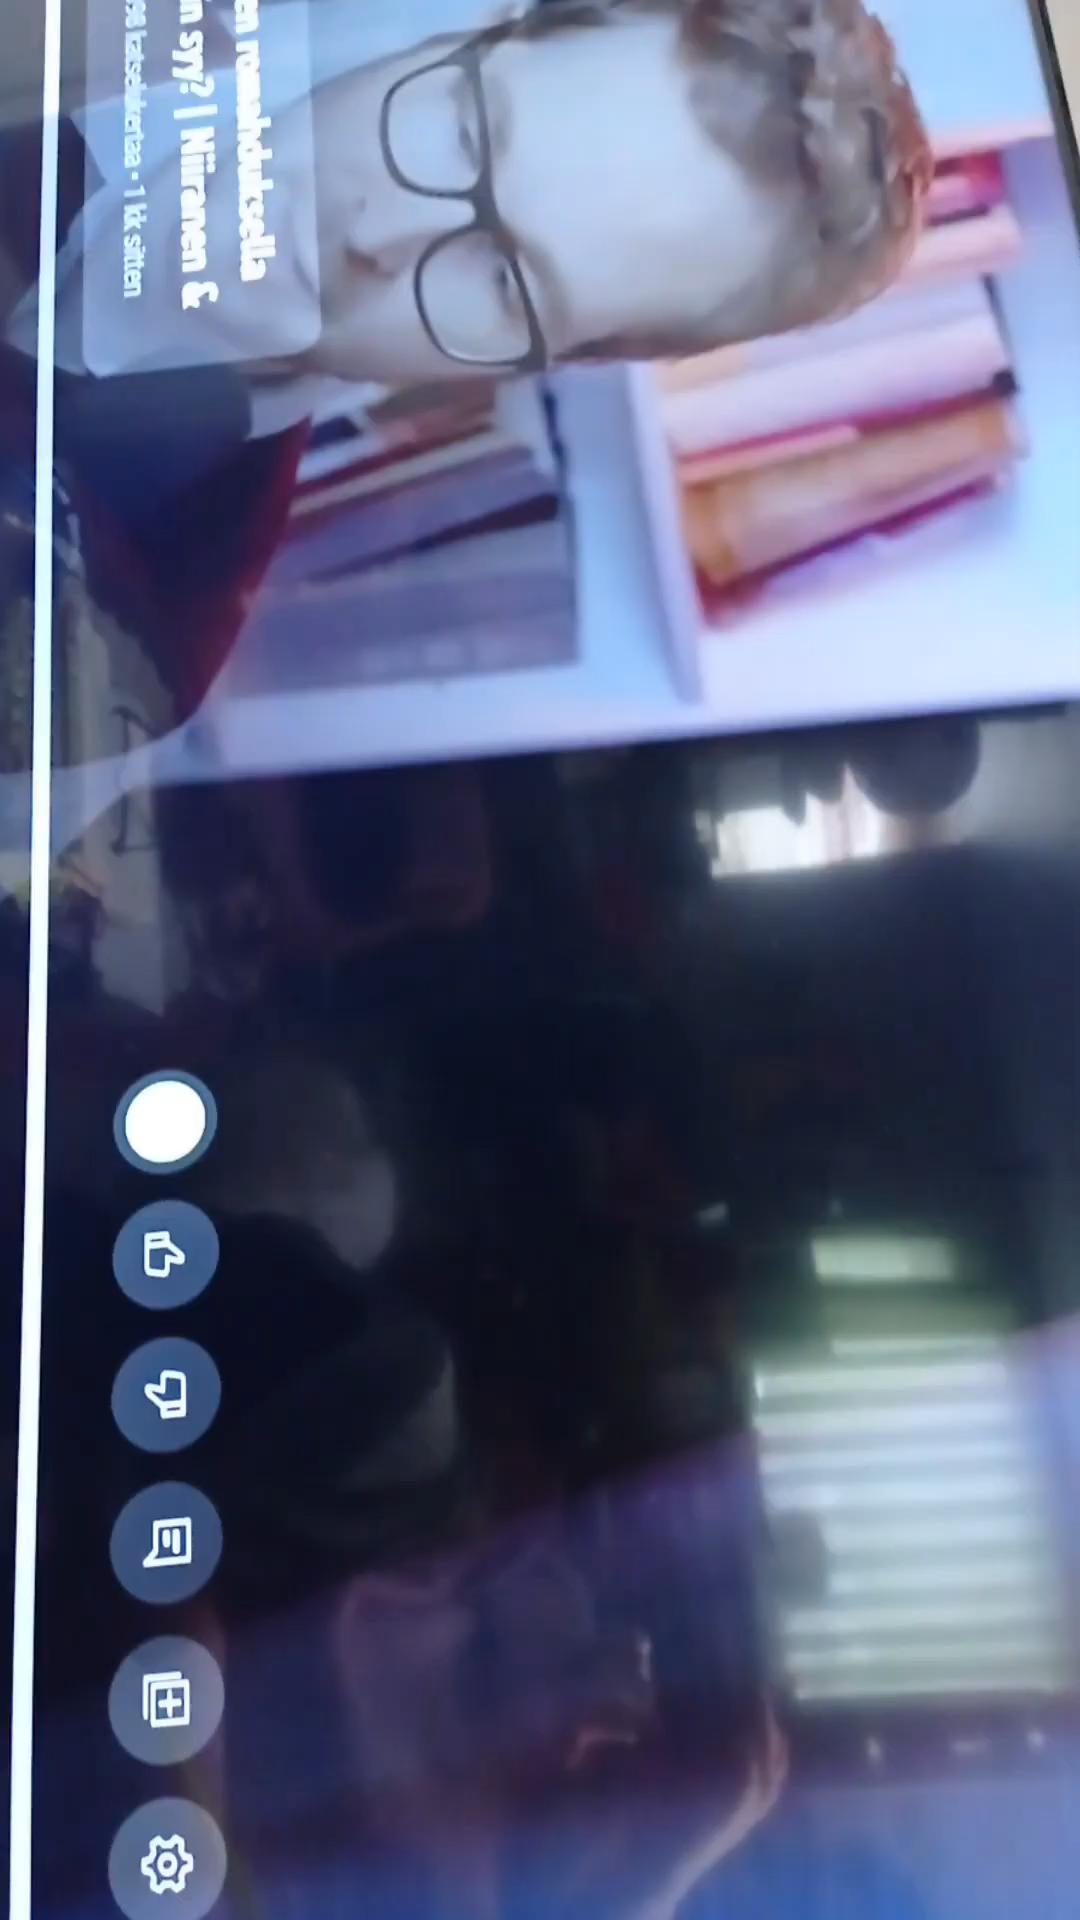 en romahduksella
in syy? | Niiranen &
katselukertaa • 1 kk sitten